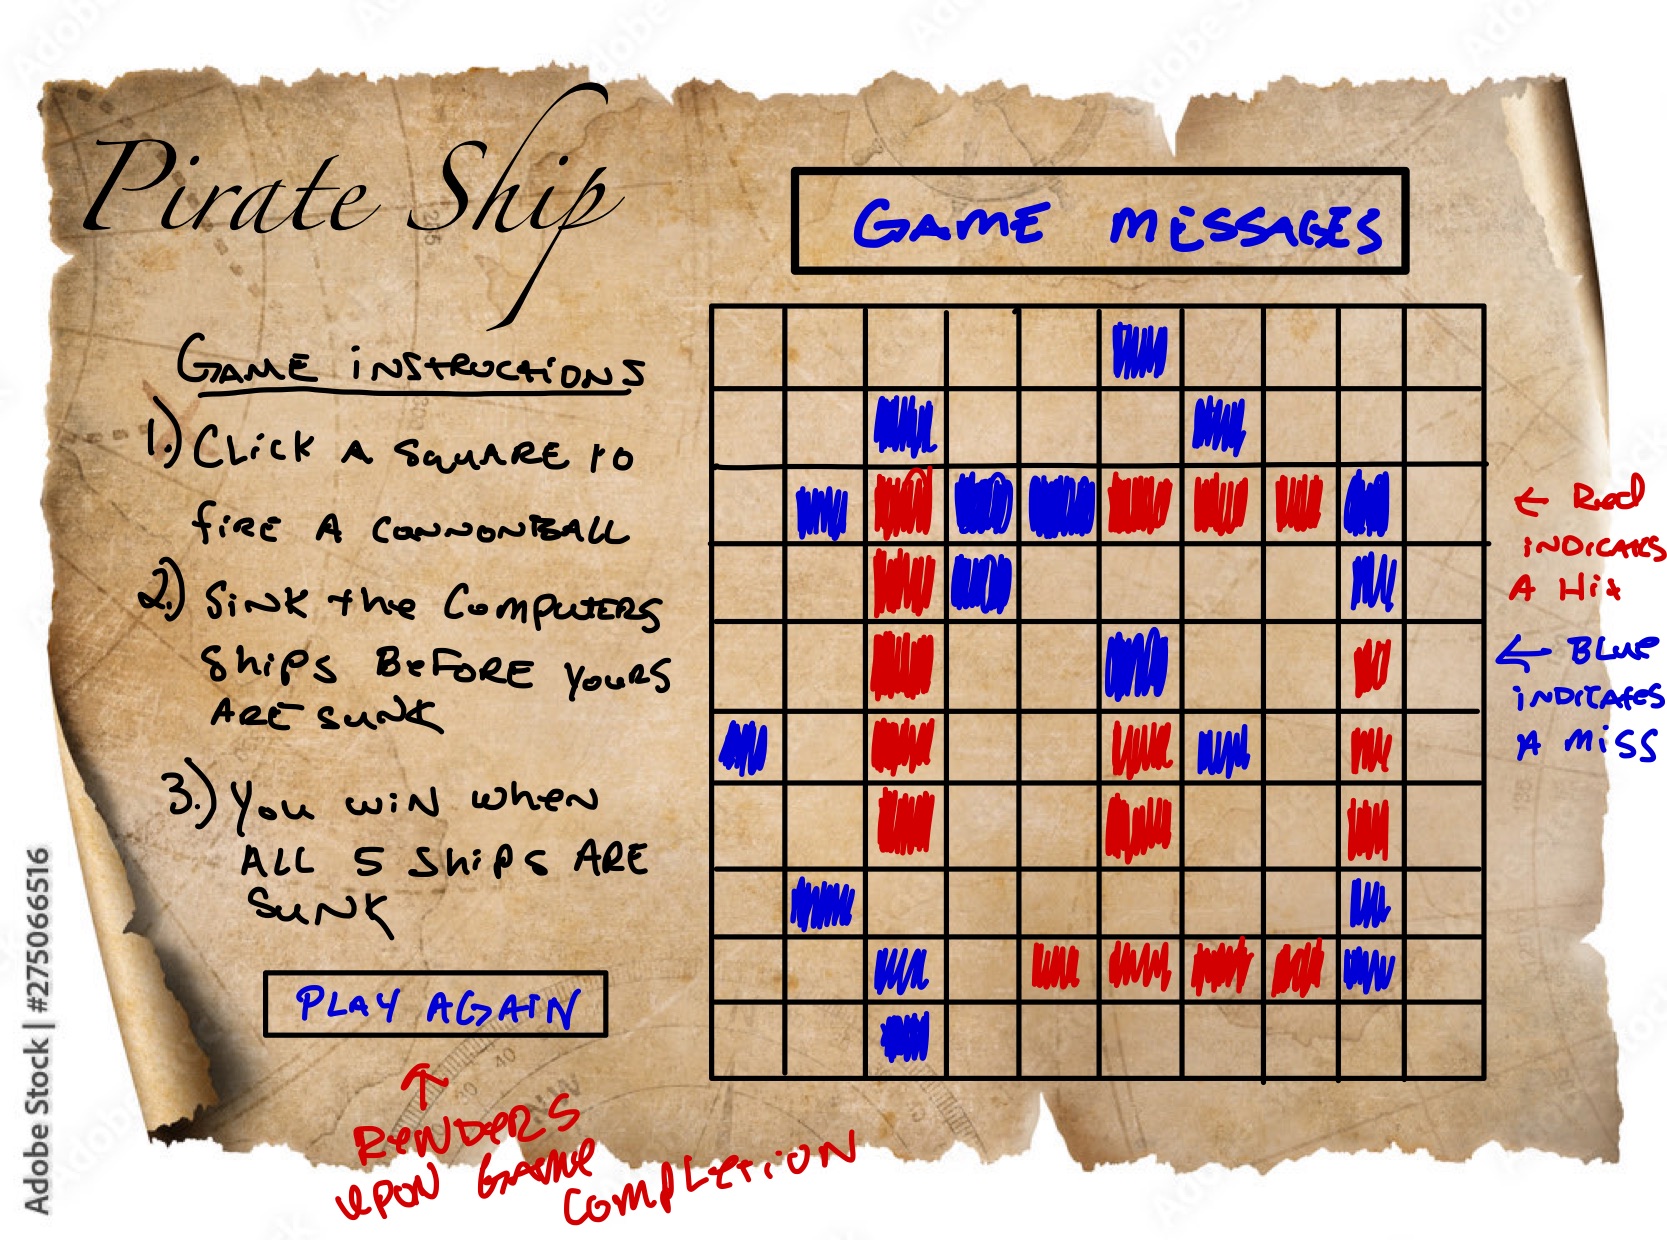 Pirate Ship
GAME MESSAGES
GAME iNSTRUCTiONS
1.) CLiCK A SQUARE to
fiRE A CONNONBALL
2.) SiNK the COMPUTERS
Ships BEFORE YOURS
ARE SUNK
3.) YOU WIN WHEN
ALL 5 SHIPS ARE
SUNK
PLAY AGAIN
RENDERS
UPON GAME
COMPLETION
← Red
iNDICATES
A Hit
← BLUE
iNDICATES
A MISS
Adobe Stock | #275066516